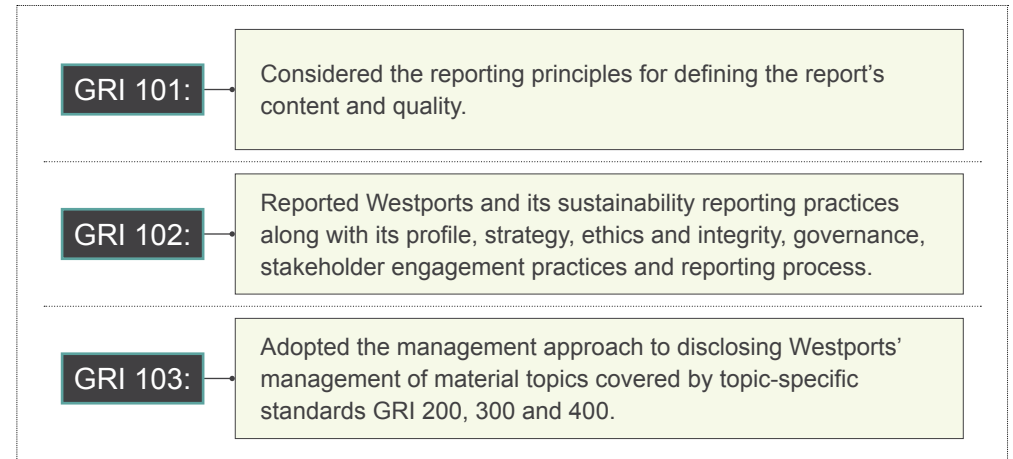 GRI 101:
Considered the reporting principles for defining the report’s
content and quality.
GRI 102:
Reported Westports and its sustainability reporting practices
along with its profile, strategy, ethics and integrity, governance,
stakeholder engagement practices and reporting process.
GRI 103:
Adopted the management approach to disclosing Westports’
management of material topics covered by topic-specific
standards GRI 200, 300 and 400.